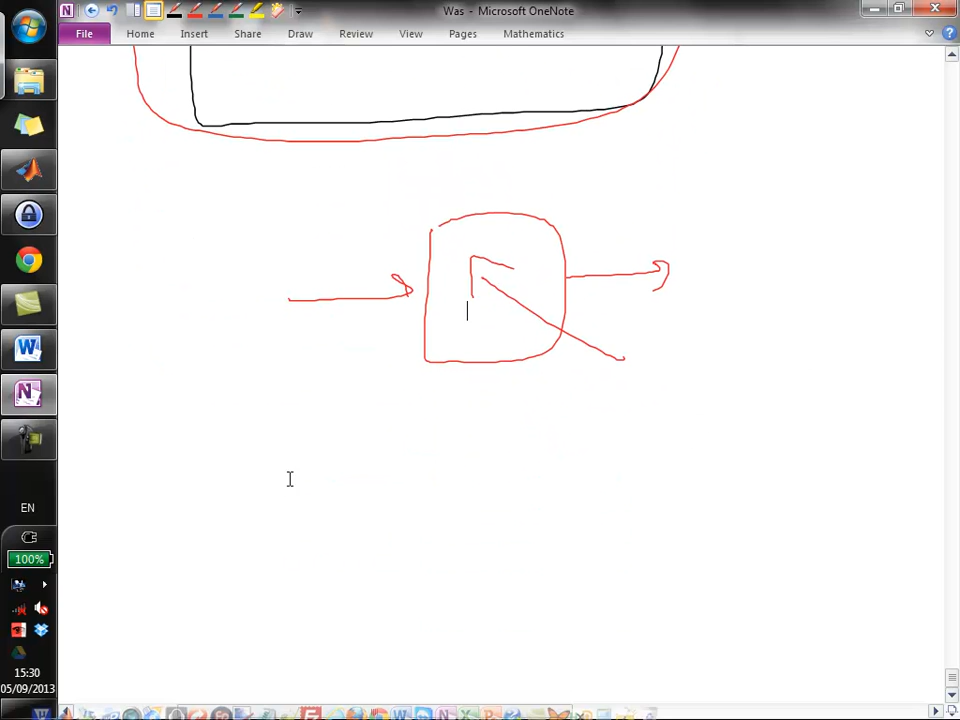 Was - Microsoft OneNote
File Home Insert Share Draw Review View Pages Mathematics
EN
100%
15:30
05/09/2013